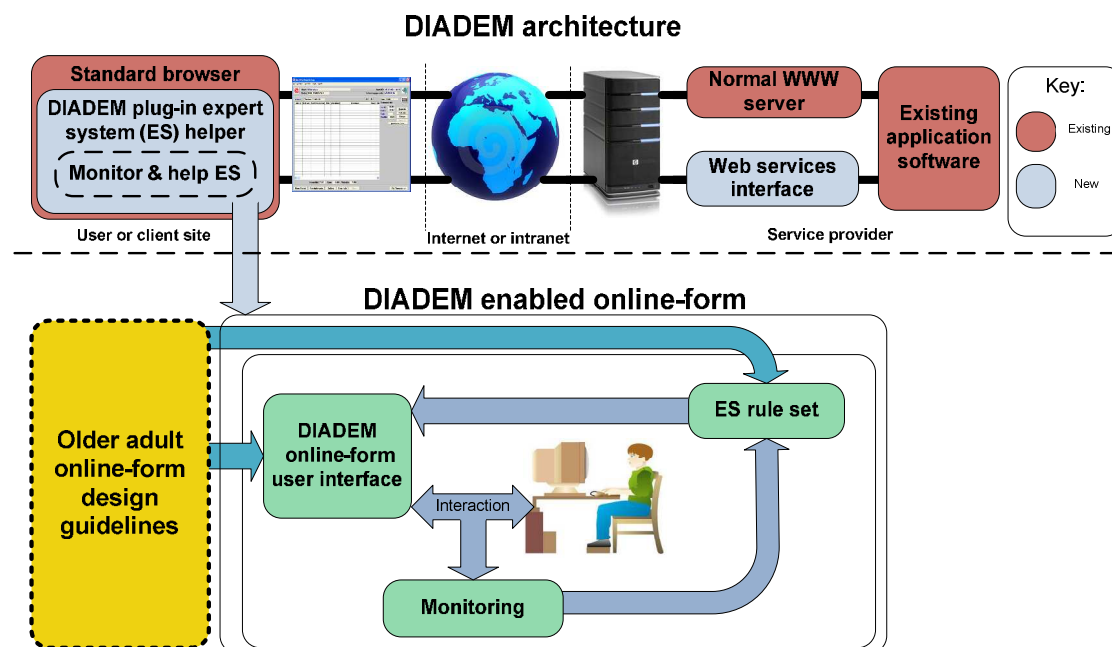 DIADEM architecture
Standard browser
DIADEM plug-in expert
system (ES) helper
Monitor & help ES
User or client site
Internet or intranet
Normal WWW
server
Web services
interface
Service provider
Existing
application
software
Key:
Existing
New
DIADEM enabled online-form
Older adult
online-form
design
guidelines
DIADEM
online-form
user interface
ES rule set
Interaction
Monitoring